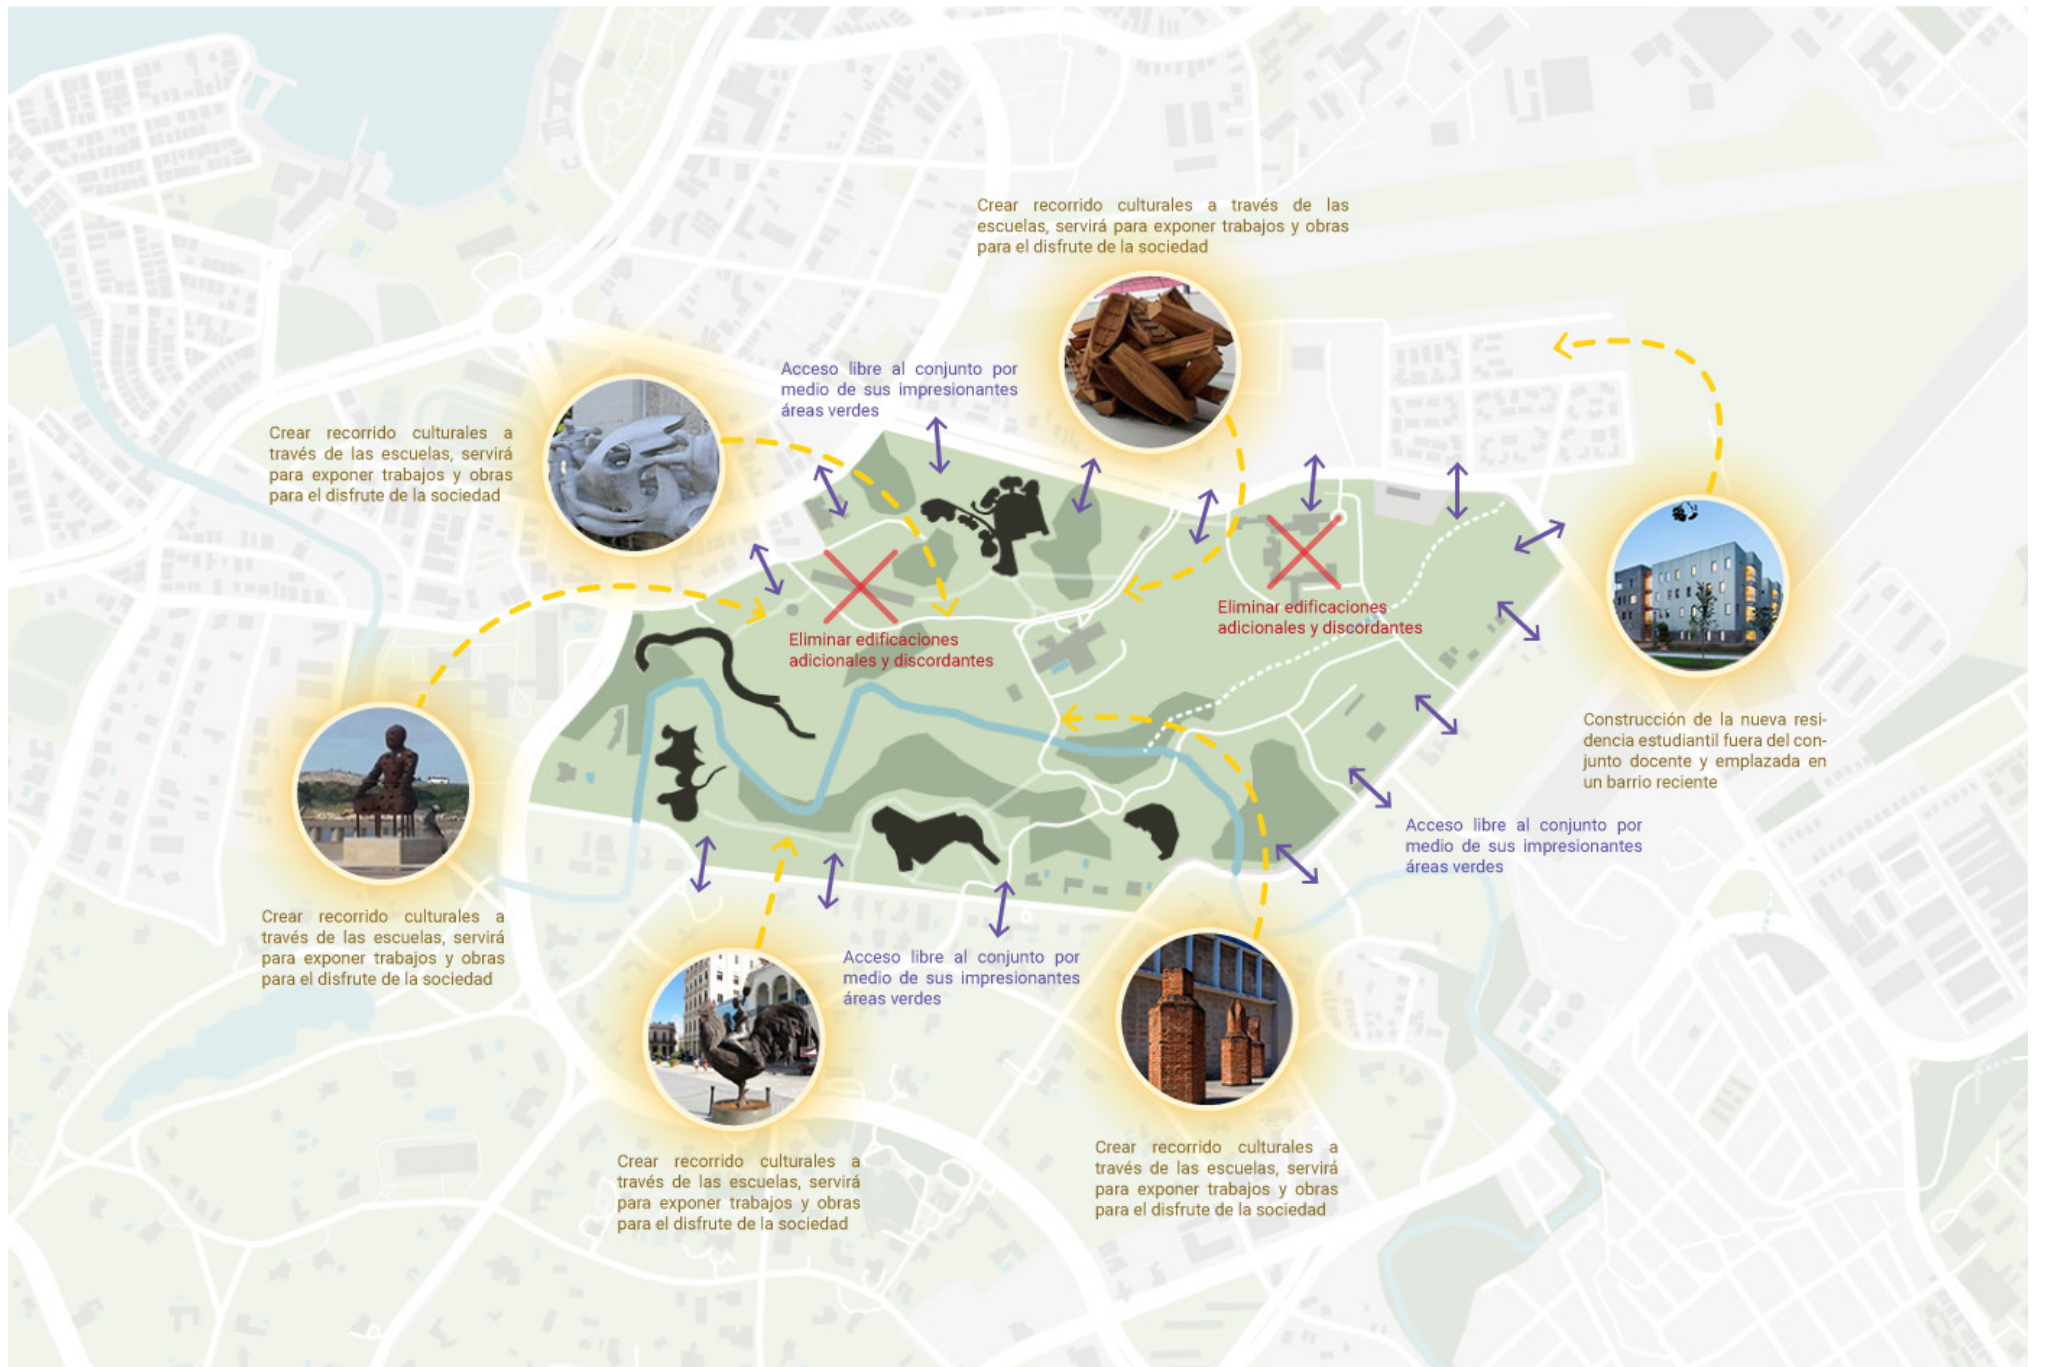 Crear recorrido culturales a través de las
escuelas, servirá para exponer trabajos y obras
para el disfrute de la sociedad
Acceso libre al conjunto por
medio de sus impresionantes
áreas verdes
Crear recorrido culturales a
través de las escuelas, servirá
para exponer trabajos y obras
para el disfrute de la sociedad
Eliminar edificaciones
adicionales y discordantes
Eliminar edificaciones
adicionales y discordantes
Construcción de la nueva resi-
dencia estudiantil fuera del con-
junto docente y emplazada en
un barrio reciente
Acceso libre al conjunto por
medio de sus impresionantes
áreas verdes
Crear recorrido culturales a
través de las escuelas, servirá
para exponer trabajos y obras
para el disfrute de la sociedad
Acceso libre al conjunto por
medio de sus impresionantes
áreas verdes
Crear recorrido culturales a
través de las escuelas, servirá
para exponer trabajos y obras
para el disfrute de la sociedad
Crear recorrido culturales a
través de las escuelas, servirá
para exponer trabajos y obras
para el disfrute de la sociedad